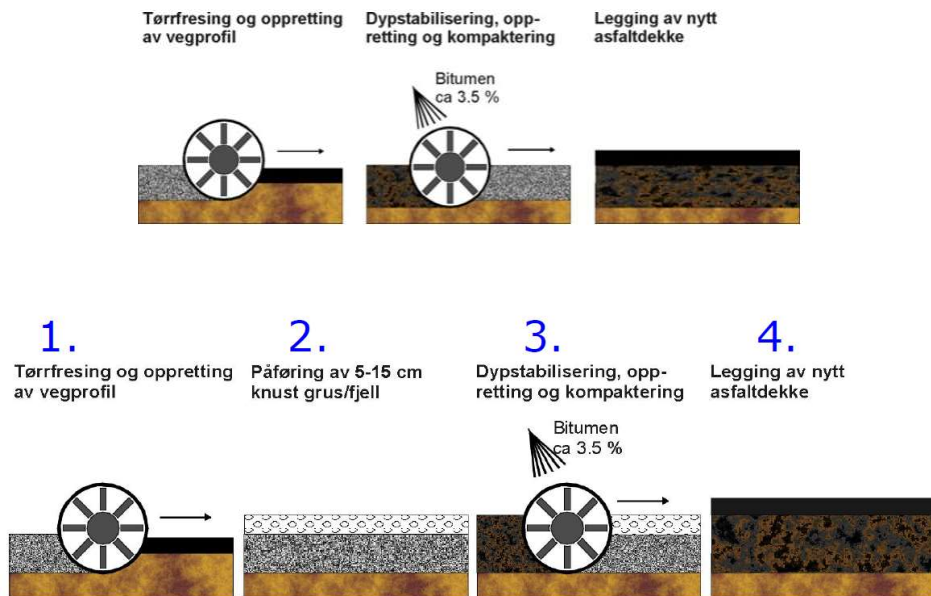 Tørrfresing og oppretting
av vegprofil
Dypstabilisering, opp-
retting og kompaktering
Bitumen
ca 3.5 %
Legging av nytt
asfaltdekke
1.
Tørrfresing og oppretting
av vegprofil
2.
Påføring av 5-15 cm
knust grus/fjell
3.
Dypstabilisering, opp-
retting og kompaktering
Bitumen
ca 3.5 %
4.
Legging av nytt
asfaltdekke